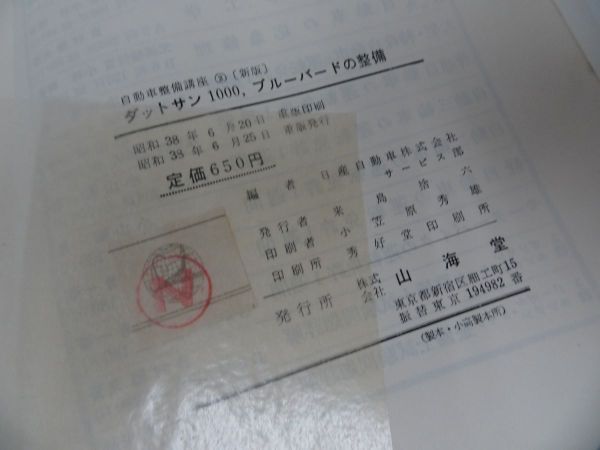 自動車整備講座 ③〔新版〕
ダットサン1000, ブルーバードの整備
昭和38年6月20日 重版印刷
昭和38年6月25日 重版発行
定価650円
編者 日産自動車株式会社
サービス部
発行者 来島捨六
印刷者 小笠原秀雄
印刷所 秀好堂印刷所
発行所 株式会社 山海堂
東京都新宿区細工町15
振替東京 194982 番
(製本・小高製本所)
N